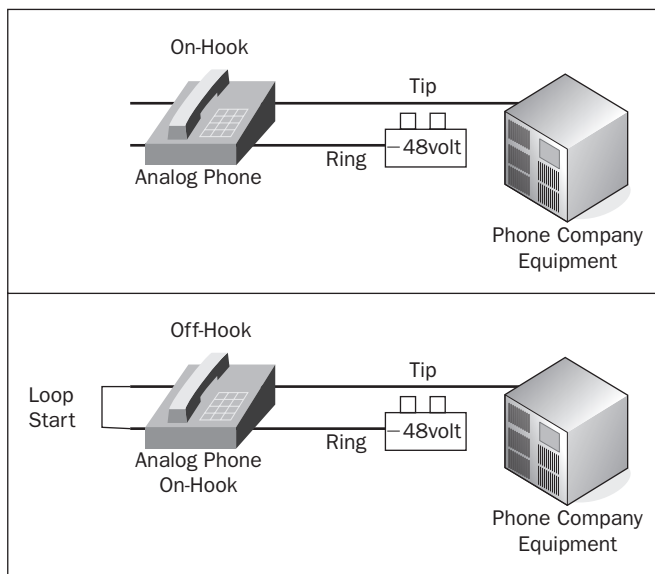 On-Hook
Tip
–48volt
Ring
Analog Phone
Phone Company
Equipment
Off-Hook
Tip
Loop
Start
–48volt
Ring
Analog Phone
On-Hook
Phone Company
Equipment